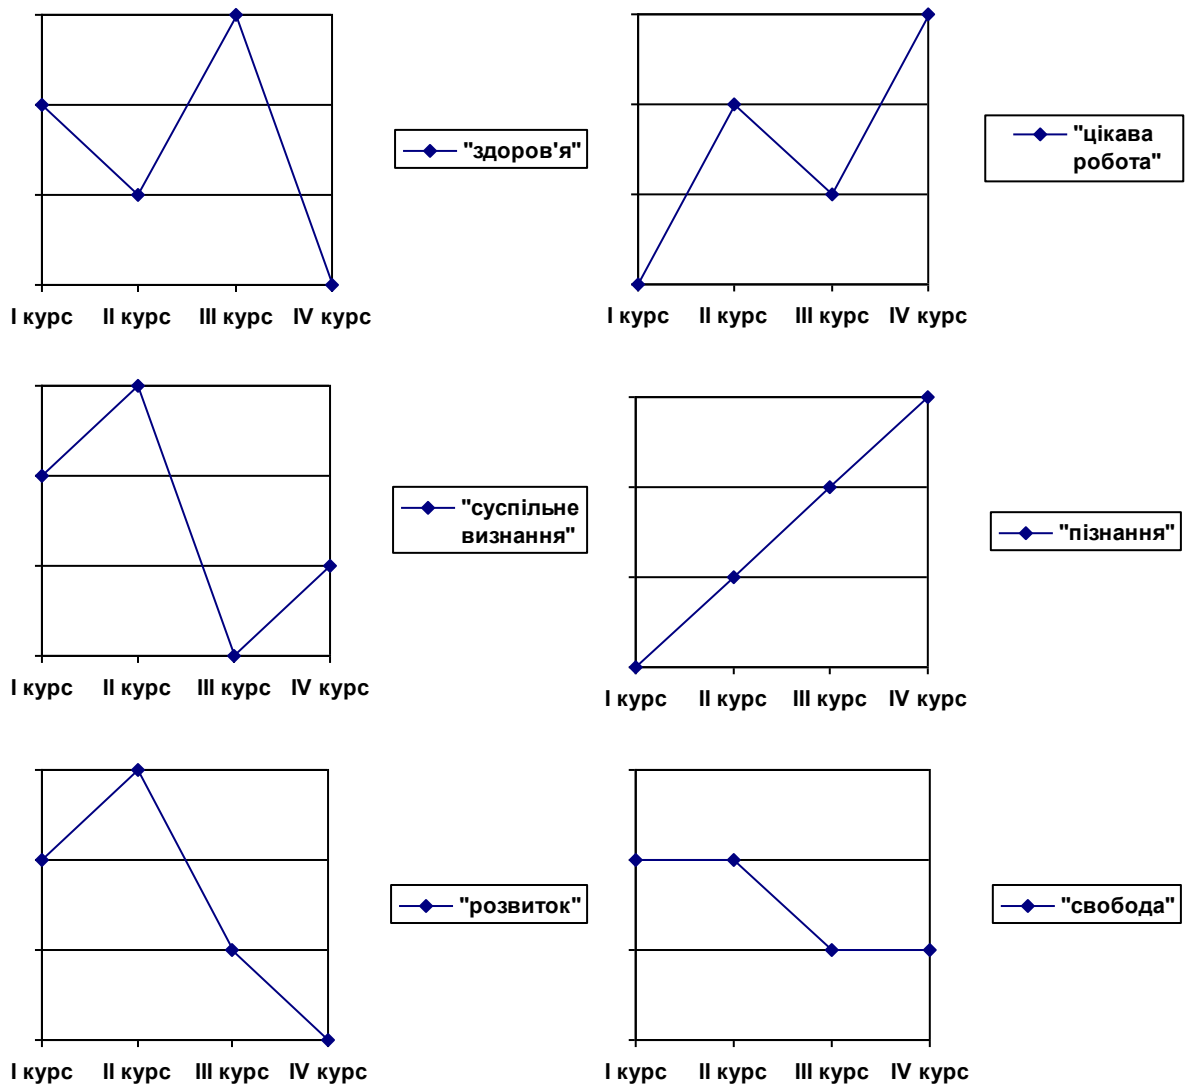 "здоров'я"
I курс II курс III курс IV курс
"цікава
робота"
I курс II курс III курс IV курс
"суспільне
визнання"
I курс II курс III курс IV курс
"пізнання"
I курс II курс III курс IV курс
"розвиток"
I курс II курс III курс IV курс
"свобода"
I курс II курс III курс IV курс